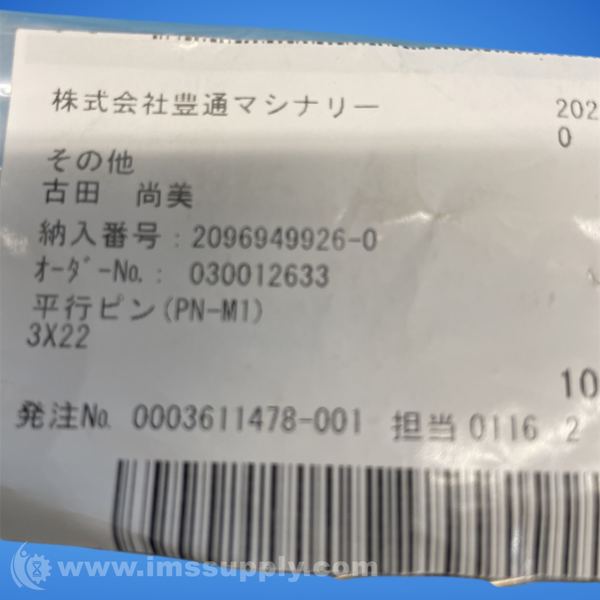 株式会社豊通マシナリー 202
0
その他
古田 尚美
納入番号:2096949926-0
ｵｰﾀﾞｰNo.: 030012633
平行ピン(PN-M1)
3X22
10
発注No. 0003611478-001 担当 0116 2
www.imssupply.com